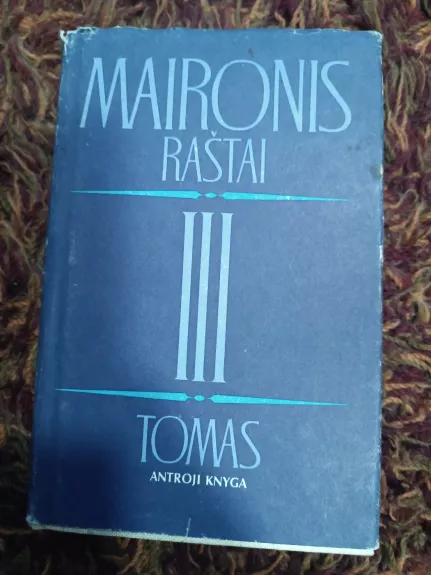 MAIRONIS
RAŠTAI
III
TOMAS
ANTROJI KNYGA